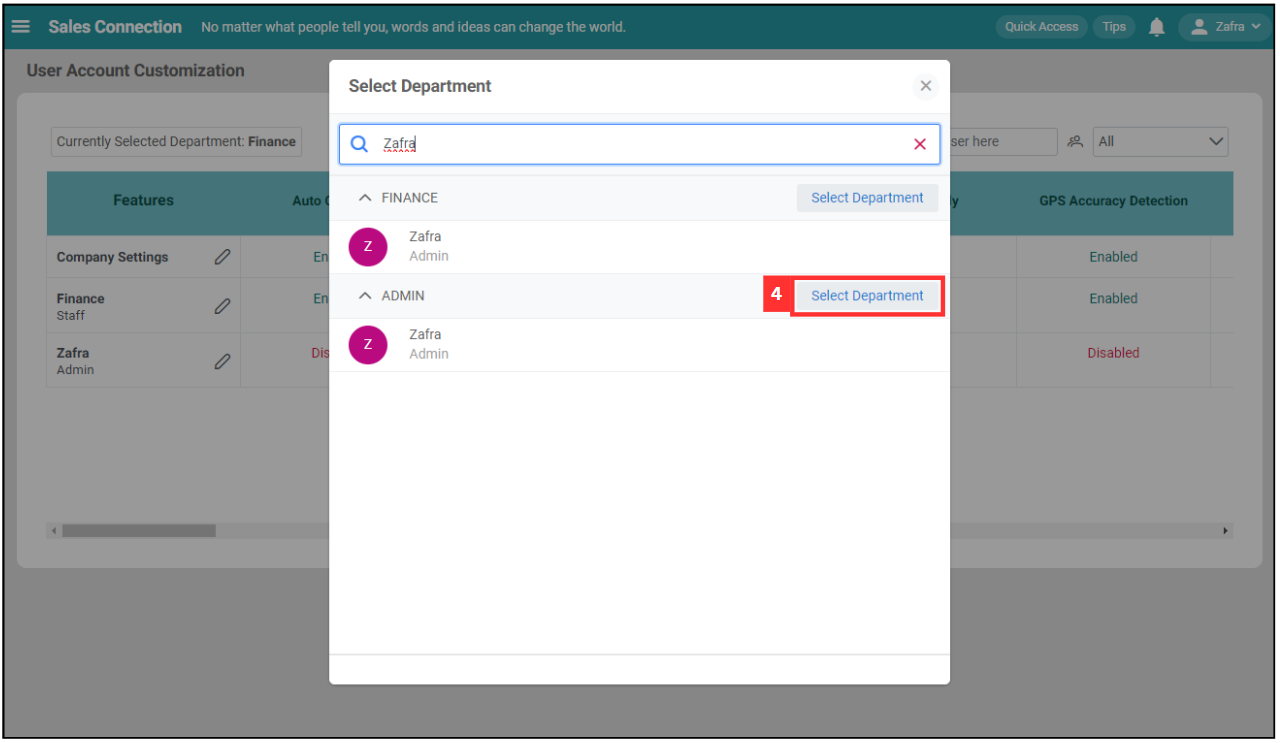 Sales Connection No matter what people tell you, words and ideas can change the world. Quick Access Tips Zafra
User Account Customization
Select Department
Currently Selected Department: Finance
Zafra
ser here
All
Features
Auto
FINANCE
Select Department
ly
GPS Accuracy Detection
Z
Zafra
Admin
Company Settings
En
Enabled
Finance
Staff
En
4
ADMIN
Select Department
Enabled
Z
Zafra
Admin
Zafra
Admin
Dis
Disabled